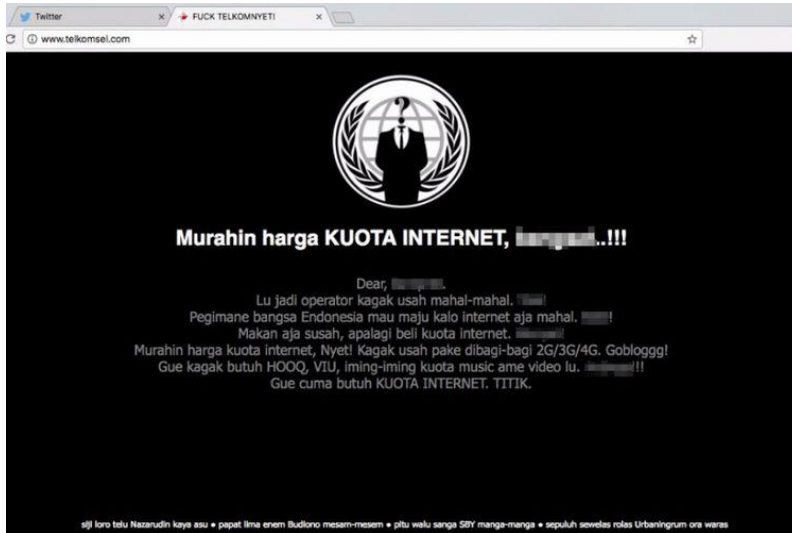 Twitter
FUCK TELKOMNYET!
www.telkomsel.com
?
Murahin harga KUOTA INTERNET, ..!!!
Dear, .
Lu jadi operator kagak usah mahal-mahal. !
Pegimane bangsa Endonesia mau maju kalo internet aja mahal. !
Makan aja susah, apalagi beli kuota internet. !
Murahin harga kuota internet, Nyet! Kagak usah pake dibagi-bagi 2G/3G/4G. Gobloggg!
Gue kagak butuh HOOQ, VIU, iming-iming kuota music ame video lu. !!!
Gue cuma butuh KUOTA INTERNET. TITIK.
siji loro telu Nazarudin kaya asu • papat lima enem Budiono mesam-mesem • pitu walu sanga SBY manga-manga • sepuluh sewelas rolas Urbaningrum ora waras